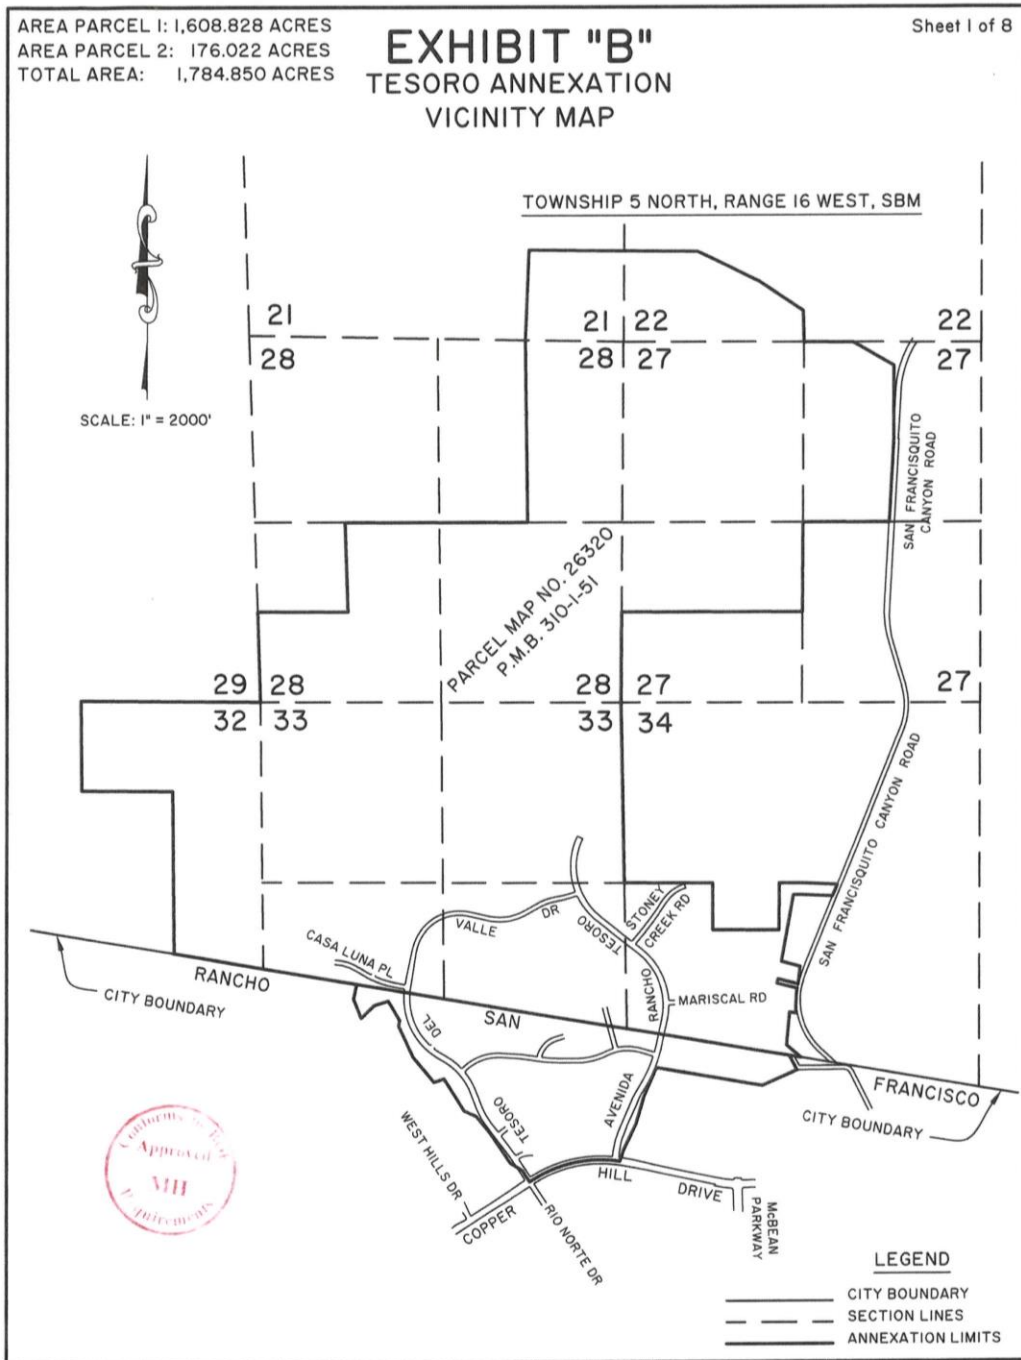 AREA PARCEL 1: 1,608.828 ACRES
AREA PARCEL 2: 176.022 ACRES
TOTAL AREA: 1,784.850 ACRES
EXHIBIT "B"
TESORO ANNEXATION
VICINITY MAP
Sheet 1 of 8
TOWNSHIP 5 NORTH, RANGE 16 WEST, SBM
SCALE: 1" = 2000'
21
21 22
22
28
28 27
27
SAN FRANCISQUITO
CANYON ROAD
PARCEL MAP NO. 26320
P.M.B. 310-1-51
29 28
28 27
27
32 33
33 34
SAN FRANCISQUITO CANYON ROAD
VALLE
DR
TESORO
STONEY
CREEK RD
CASA LUNA PL
RANCHO
MARISCAL RD
CITY BOUNDARY
RANCHO
SAN
FRANCISCO
DEL
TESORO
AVENIDA
CITY BOUNDARY
WEST HILLS DR
COPPER
HILL
DRIVE
RIO NORTE DR
McBEAN
PARKWAY
Approved
MH
Requirements
LEGEND
CITY BOUNDARY
SECTION LINES
ANNEXATION LIMITS